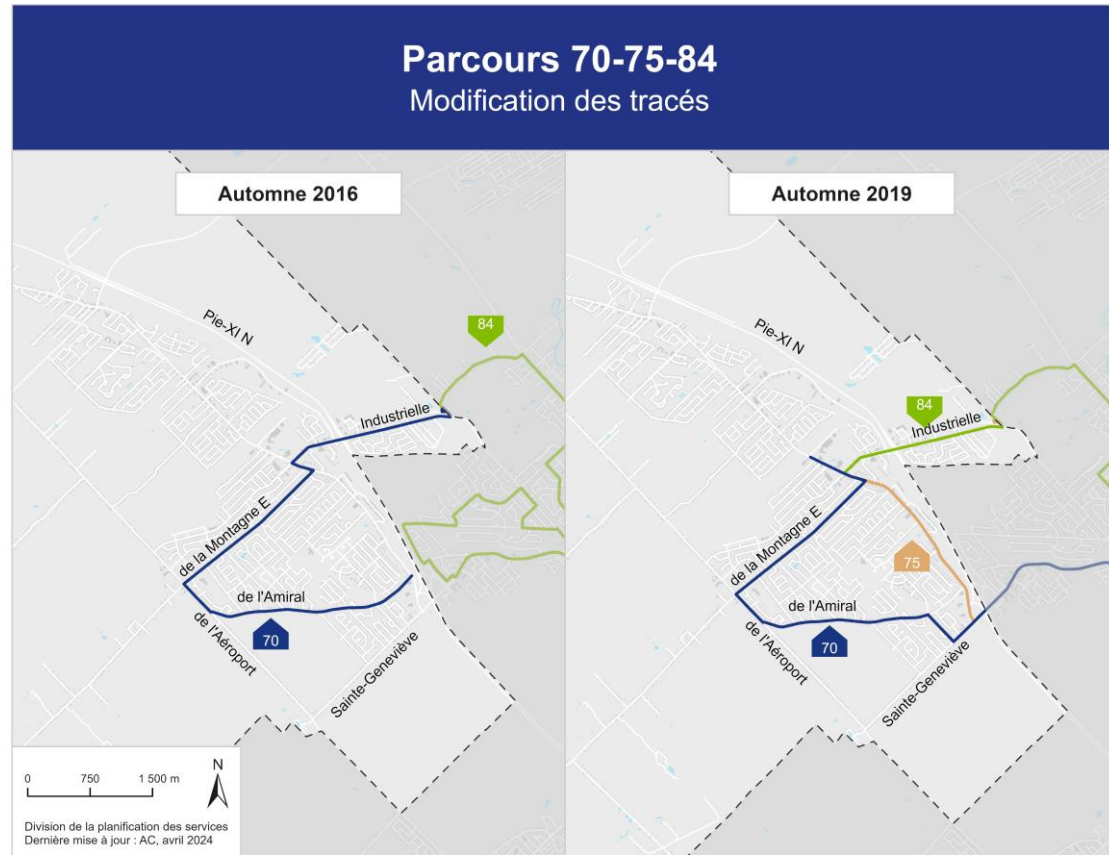 Parcours 70-75-84
Modification des tracés
Automne 2016
Pie-XI N
84
Industrielle
de la Montagne E
de l'Amiral
70
de l'Aéroport
Sainte-Geneviève
0 750 1 500 m
N
Division de la planification des services
Dernière mise à jour : AC, avril 2024
Automne 2019
Pie-XI N
84
Industrielle
de la Montagne E
75
de l'Amiral
70
de l'Aéroport
Sainte-Geneviève